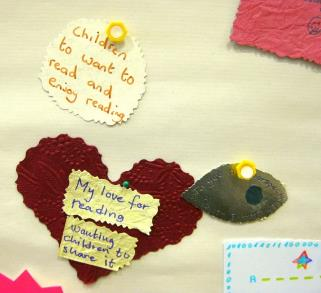 Children
to want to
read and
enjoy reading
My love for
reading
wanting
children to
share it